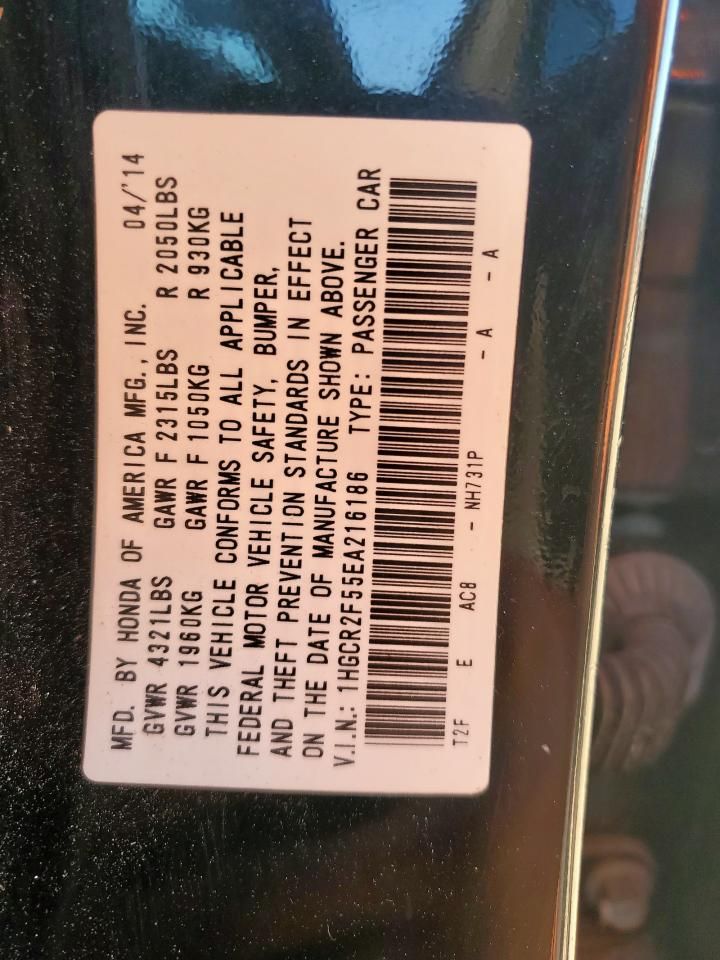 MFD. BY HONDA OF AMERICA MFG., INC. 04/'14
GVWR 4321LBS GAWR F 2315LBS R 2050LBS
GVWR 1960KG GAWR F 1050KG R 930KG
THIS VEHICLE CONFORMS TO ALL APPLICABLE
FEDERAL MOTOR VEHICLE SAFETY, BUMPER,
AND THEFT PREVENTION STANDARDS IN EFFECT
ON THE DATE OF MANUFACTURE SHOWN ABOVE.
V.I.N.: 1HGCR2F55EA216186 TYPE: PASSENGER CAR
T2F E AC8 - NH731P - A - A